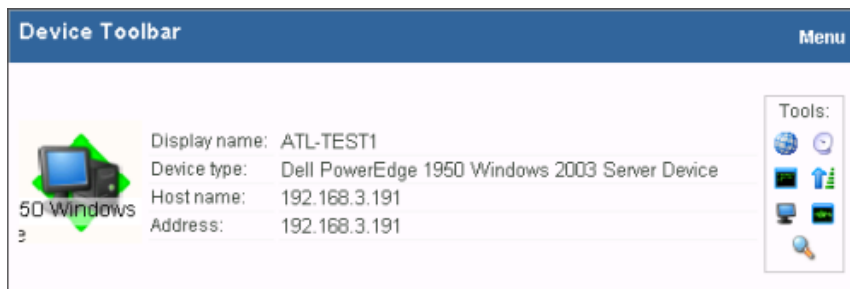 Device Toolbar
Menu
Tools:
Display name: ATL-TEST1
Device type: Dell PowerEdge 1950 Windows 2003 Server Device
Host name: 192.168.3.191
Address: 192.168.3.191
50 Windows
e